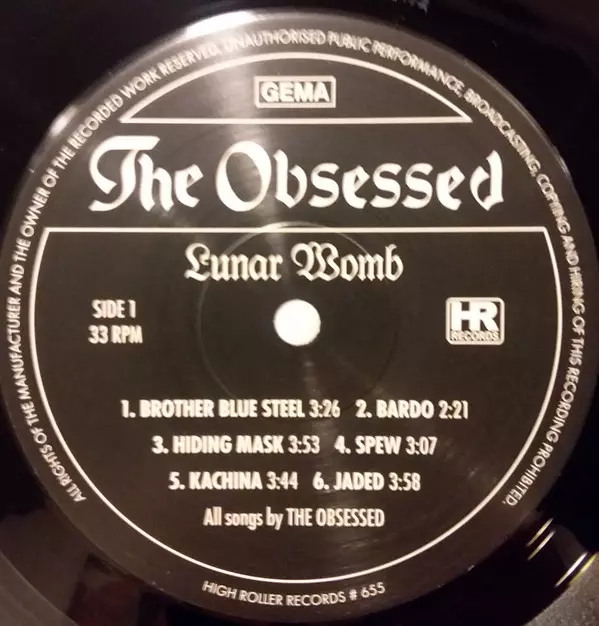 ALL RIGHTS OF THE MANUFACTURER AND THE OWNER OF THE RECORDED WORK RESERVED. UNAUTHORISED PUBLIC PERFORMANCE, BROADCASTING, COPYING AND HIRING OF THIS RECORDING PROHIBITED.
GEMA
The Obsessed
Lunar Womb
SIDE 1
33 RPM
HR
RECORDS
1. BROTHER BLUE STEEL 3:26 2. BARDO 2:21
3. HIDING MASK 3:53 4. SPEW 3:07
5. KACHINA 3:44 6. JADED 3:58
All songs by THE OBSESSED
HIGH ROLLER RECORDS # 655